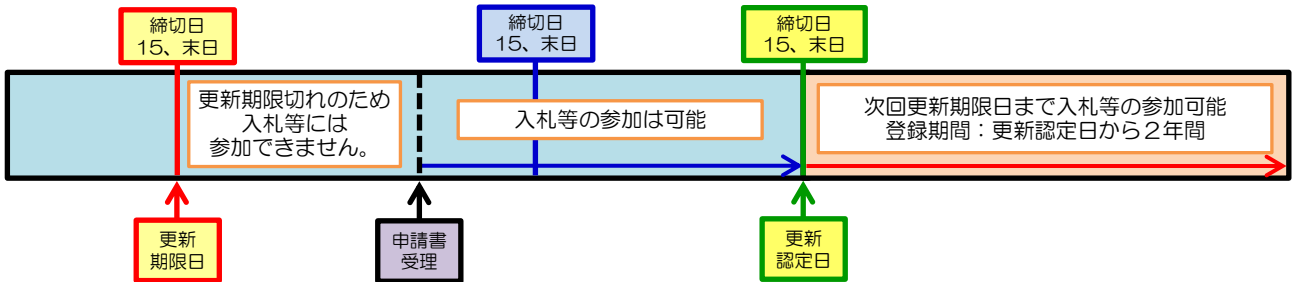 締切日
15、末日
締切日
15、末日
締切日
15、末日
更新期限切れのため
入札等には
参加できません。
入札等の参加は可能
次回更新期限日まで入札等の参加可能
登録期間：更新認定日から２年間
更新
期限日
申請書
受理
更新
認定日